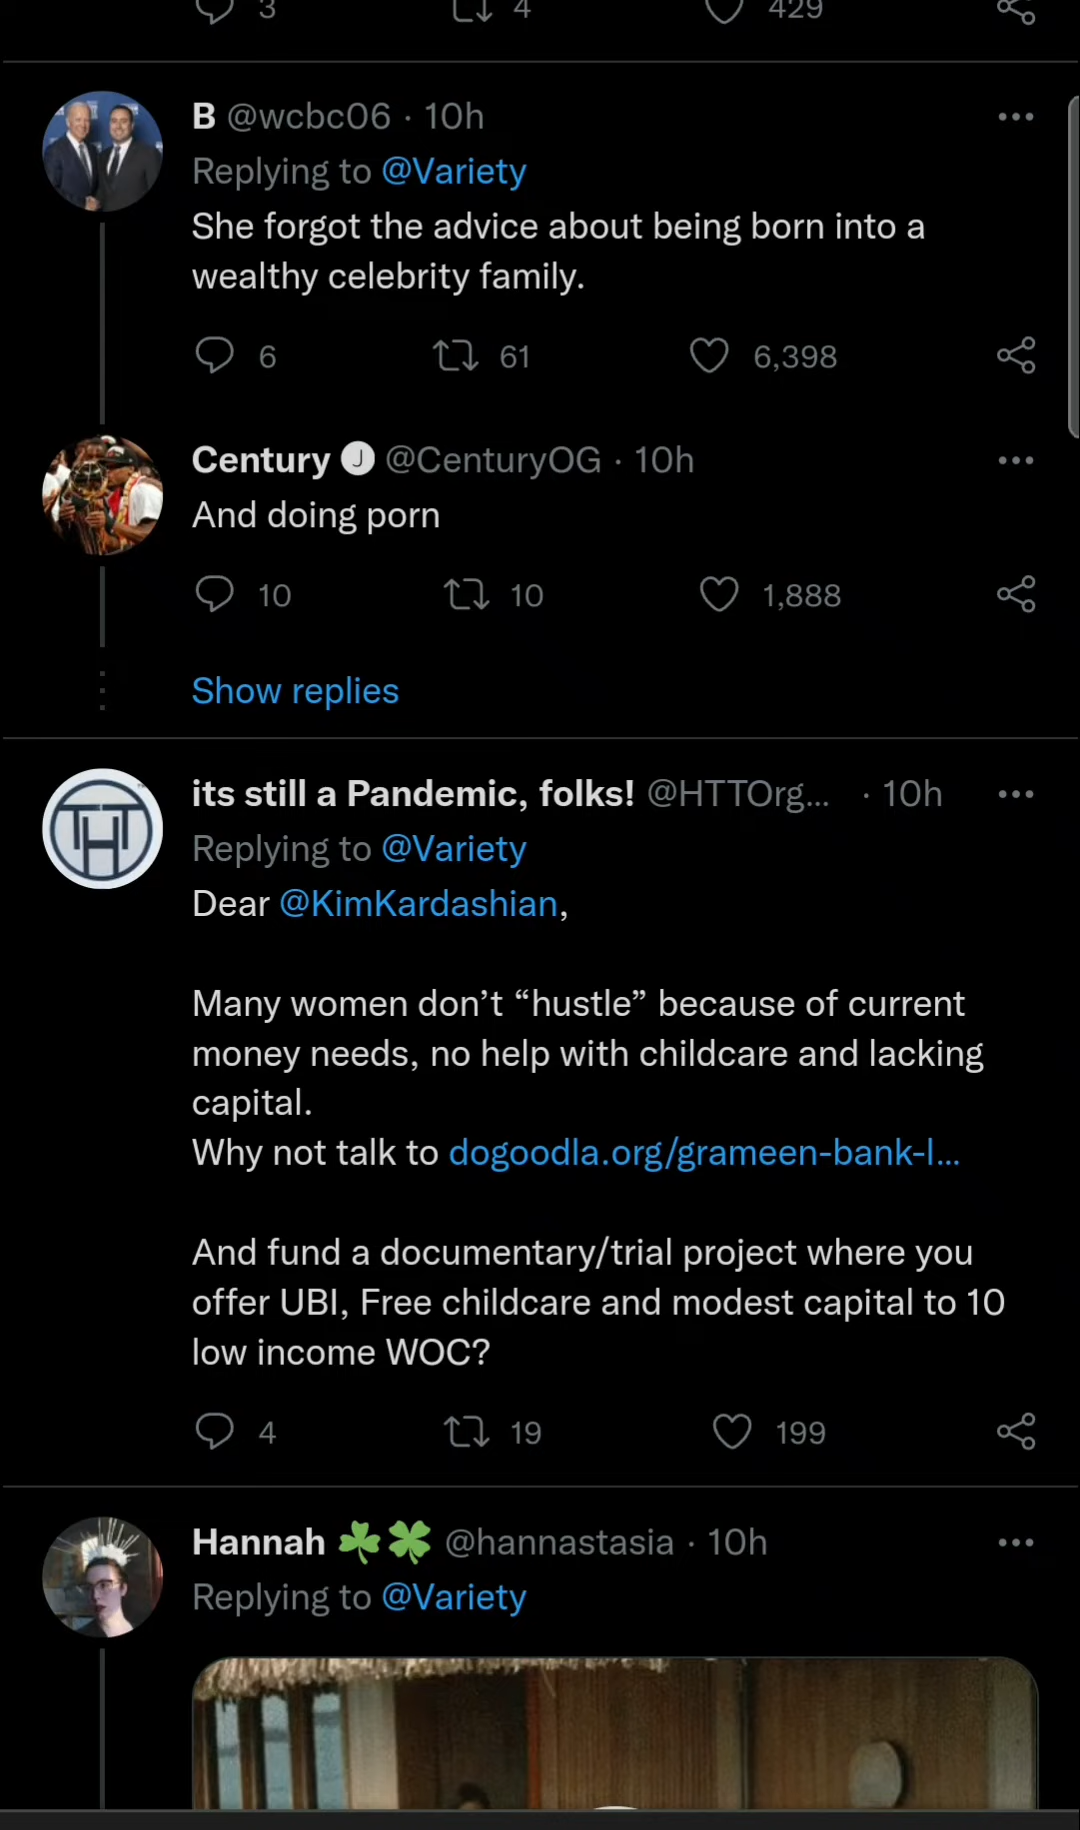 3 4 429
B @wcbc06 · 10h
Replying to @Variety
She forgot the advice about being born into a
wealthy celebrity family.
6 61 6,398
Century J @CenturyOG · 10h
And doing porn
10 10 1,888
Show replies
its still a Pandemic, folks! @HTTOrg... · 10h
Replying to @Variety
Dear @KimKardashian,
Many women don’t “hustle” because of current
money needs, no help with childcare and lacking
capital.
Why not talk to dogoodla.org/grameen-bank-l...
And fund a documentary/trial project where you
offer UBI, Free childcare and modest capital to 10
low income WOC?
4 19 199
Hannah ☘️🍀 @hannastasia · 10h
Replying to @Variety